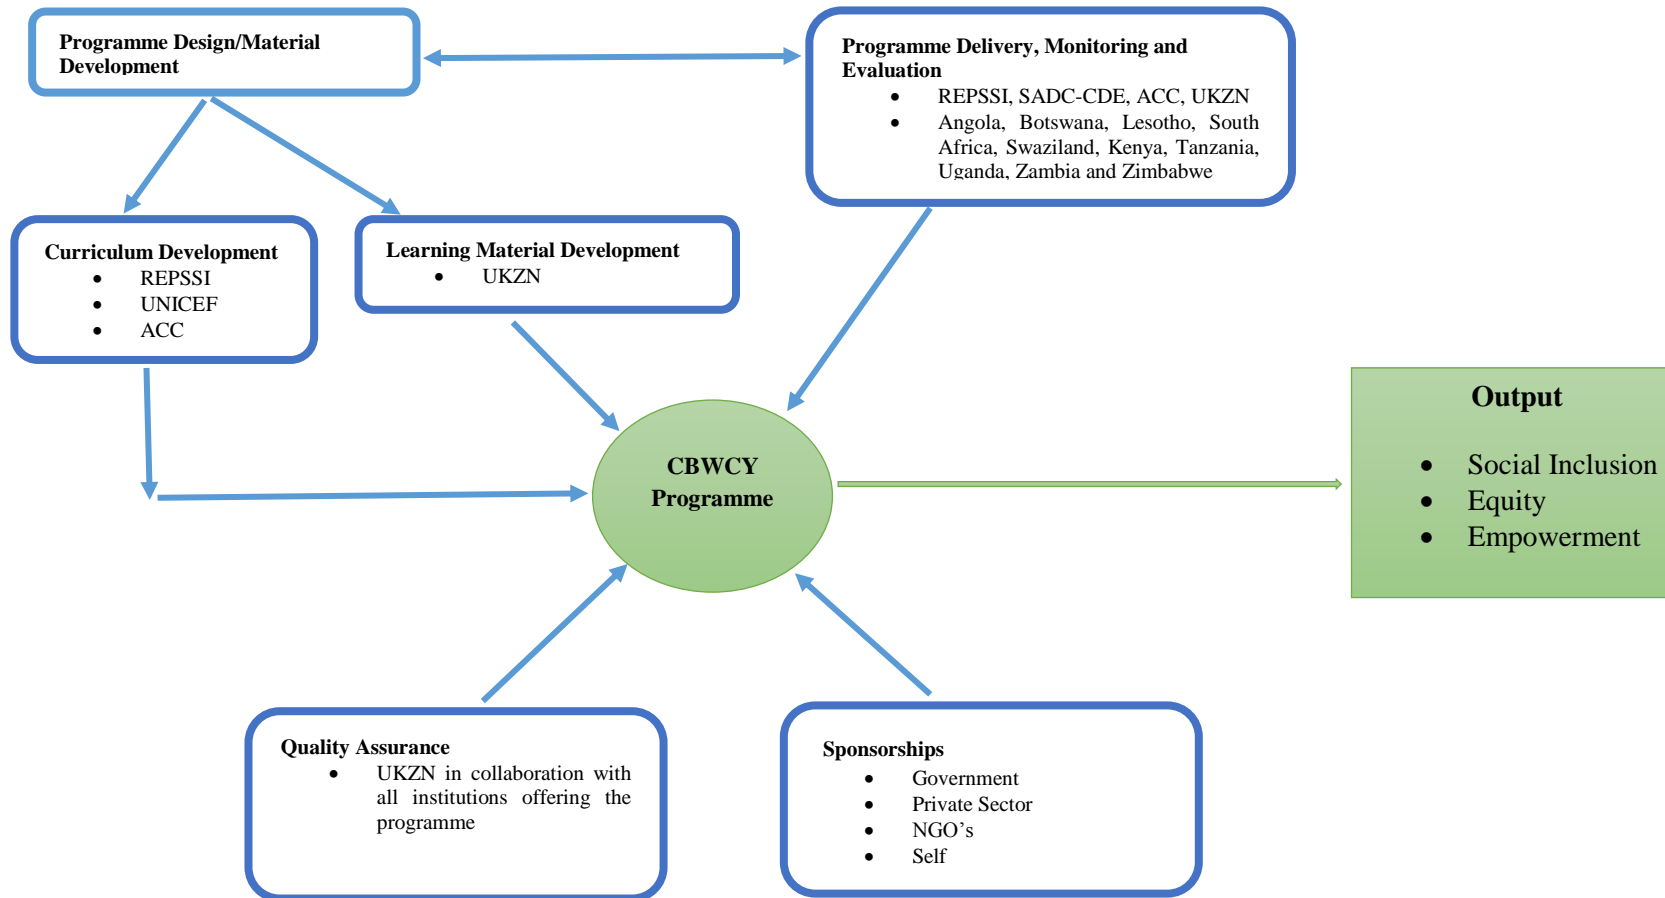 Programme Design/Material
Development
Programme Delivery, Monitoring and
Evaluation
• REPSSI, SADC-CDE, ACC, UKZN
• Angola, Botswana, Lesotho, South
Africa, Swaziland, Kenya, Tanzania,
Uganda, Zambia and Zimbabwe
Curriculum Development
• REPSSI
• UNICEF
• ACC
Learning Material Development
• UKZN
CBWCY
Programme
Output
• Social Inclusion
• Equity
• Empowerment
Quality Assurance
• UKZN in collaboration with
all institutions offering the
programme
Sponsorships
• Government
• Private Sector
• NGO's
• Self